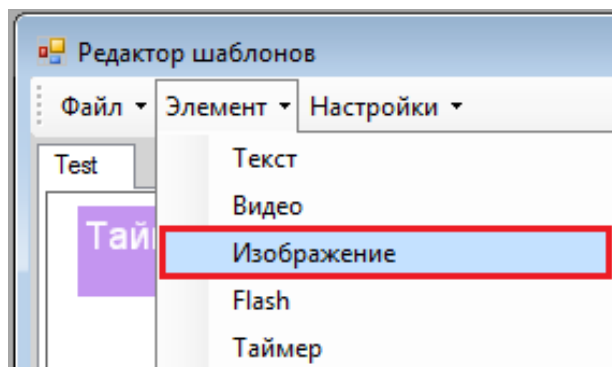 Редактор шаблонов
Файл Элемент Настройки
Test
Текст
Видео
Изображение
Flash
Таймер